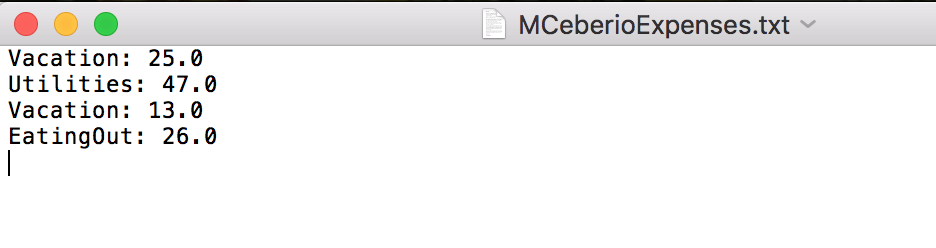 MCeberioExpenses.txt
Vacation: 25.0
Utilities: 47.0
Vacation: 13.0
EatingOut: 26.0